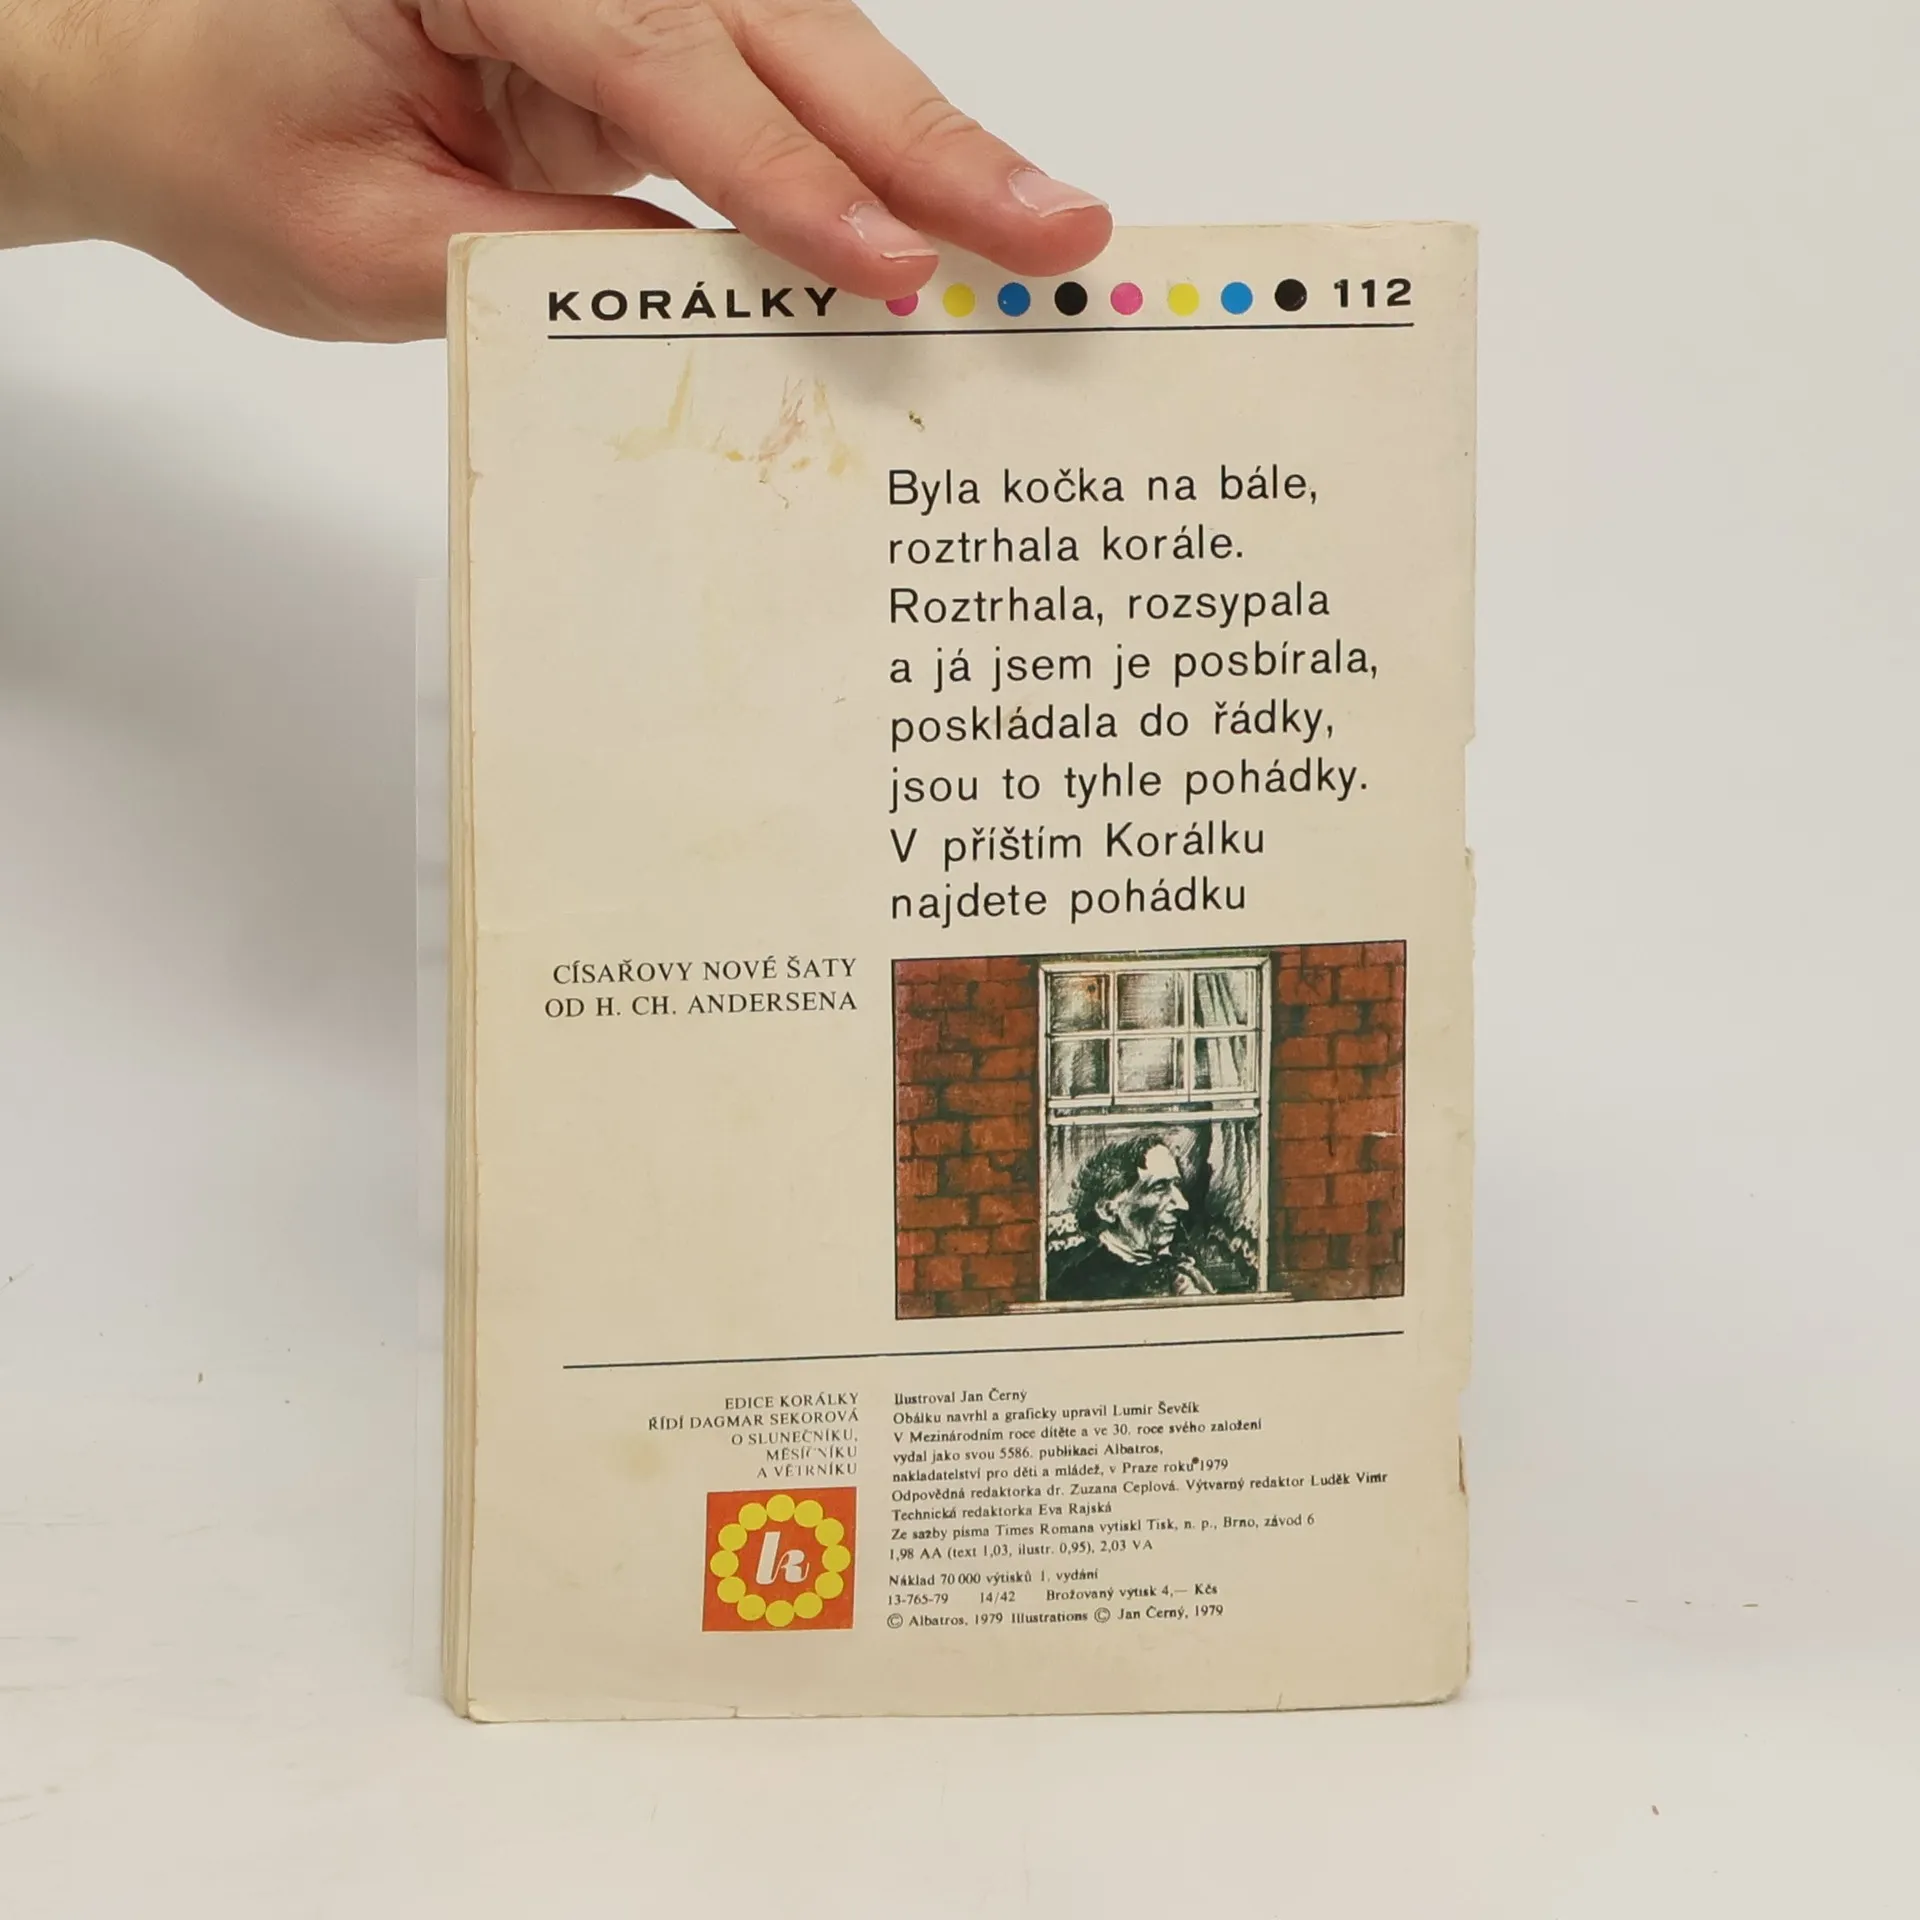 KORÁLKY 112
Byla kočka na bále,
roztrhala korále.
Roztrhala, rozsypala
a já jsem je posbírala,
poskládala do řádky,
jsou to tyhle pohádky.
V příštím Korálku
najdete pohádku
CÍSAŘOVY NOVÉ ŠATY
OD H. CH. ANDERSENA
EDICE KORÁLKY
ŘÍDÍ DAGMAR SEKOROVÁ
O SLUNEČNÍKU,
MĚSÍČNÍKU
A VĚTRNÍKU
k
Ilustroval Jan Černý
Obálku navrhl a graficky upravil Lumír Ševčík
V Mezinárodním roce dítěte a ve 30. roce svého založení
vydal jako svou 5586. publikaci Albatros,
nakladatelství pro děti a mládež, v Praze roku 1979
Odpovědná redaktorka dr. Zuzana Ceplová. Výtvarný redaktor Luděk Vimr
Technická redaktorka Eva Rajská
Ze sazby písma Times Romana vytiskl Tisk, n. p., Brno, závod 6
1,98 AA (text 1,03, ilustr. 0,95), 2,03 VA
Náklad 70 000 výtisků 1. vydání
13-765-79 14/42 Brožovaný výtisk 4,— Kčs
© Albatros, 1979 Illustrations © Jan Černý, 1979